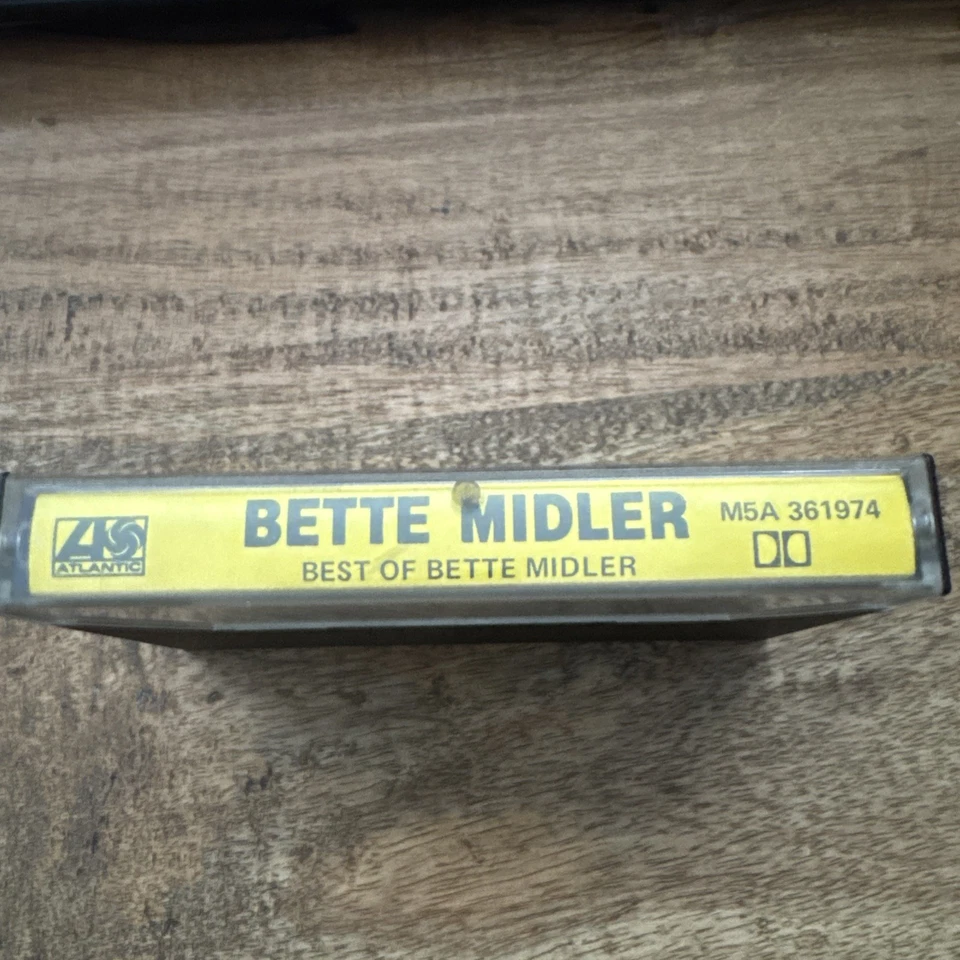 BETTE MIDLER
BEST OF BETTE MIDLER
ATLANTIC
M5A 361974